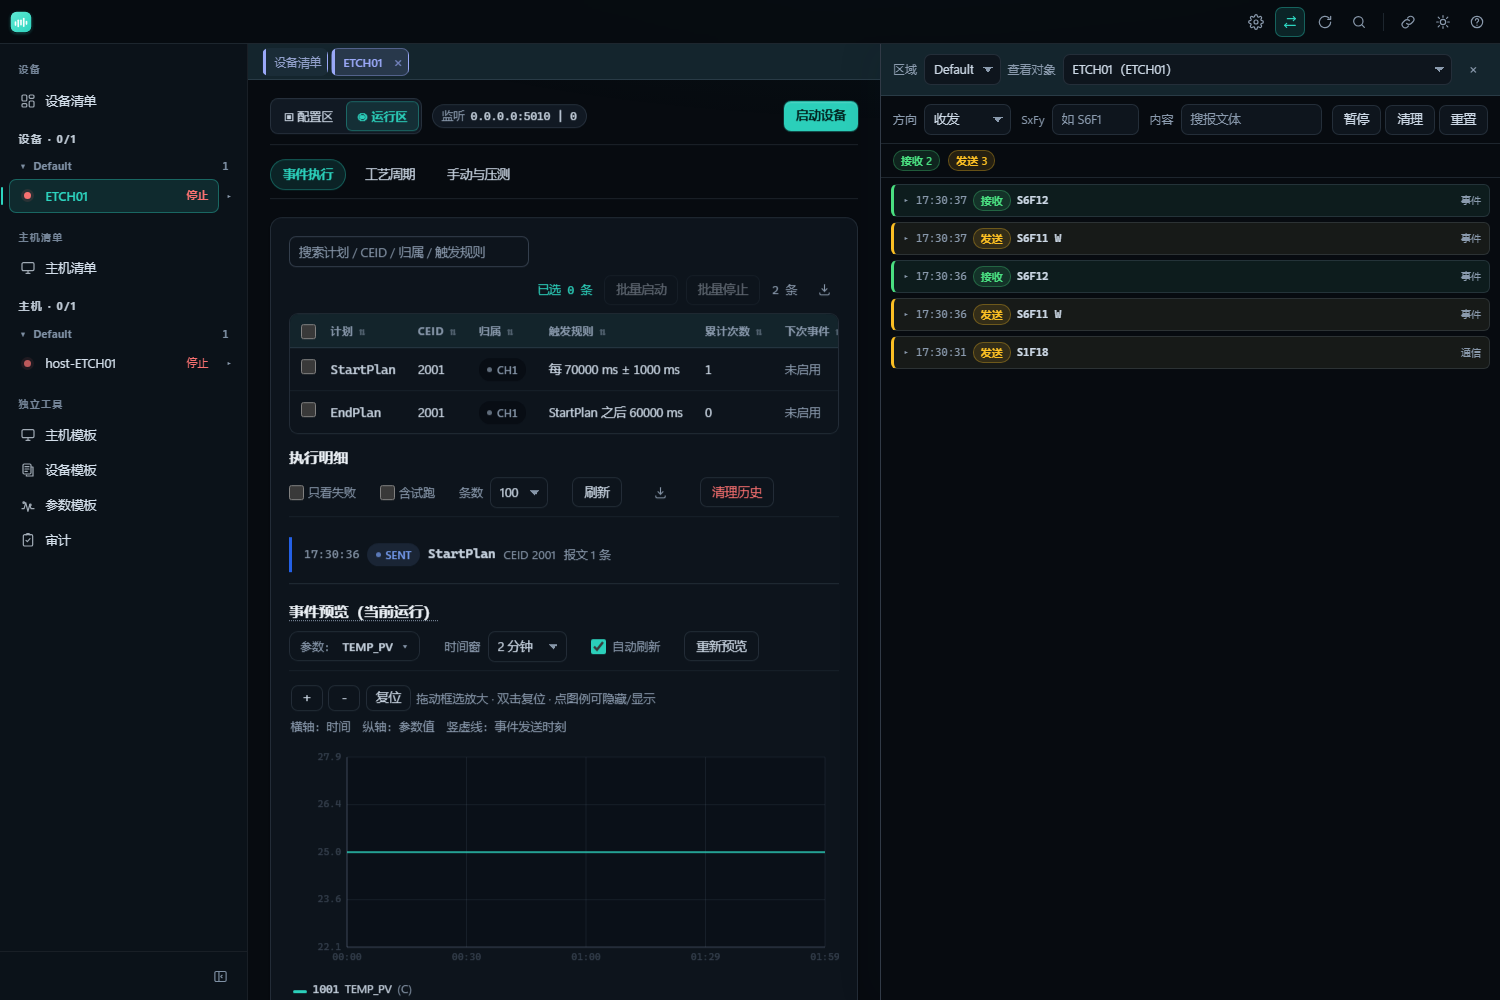 设备
设备清单
设备 · 0/1
Default 1
ETCH01 停止
主机清单
主机清单
主机 · 0/1
Default 1
host-ETCH01 停止
独立工具
主机模板
设备模板
参数模板
审计
设备清单 ETCH01 ×
配置区 运行区 监听 0.0.0.0:5010 | 0 启动设备
事件执行 工艺周期 手动与压测
搜索计划 / CEID / 归属 / 触发规则
已选 0 条 批量启动 批量停止 2 条
计划 CEID 归属 触发规则 累计次数 下次事件
StartPlan 2001 CH1 每 70000 ms ± 1000 ms 1 未启用
EndPlan 2001 CH1 StartPlan 之后 60000 ms 0 未启用
执行明细
只看失败 含试跑 条数 100 刷新 清理历史
17:30:36 SENT StartPlan CEID 2001 报文 1 条
事件预览（当前运行）
参数: TEMP_PV 时间窗 2 分钟 自动刷新 重新预览
+ - 复位 拖动框选放大 · 双击复位 · 点图例可隐藏/显示
横轴: 时间 纵轴: 参数值 竖虚线: 事件发送时刻
27.9
26.4
25.0
23.6
22.1
00:00 00:30 01:00 01:29 01:59
1001 TEMP_PV (C)
区域 Default 查看对象 ETCH01 (ETCH01) ×
方向 收发 SxFy 如 S6F1 内容 搜报文体 暂停 清理 重置
接收 2 发送 3
17:30:37 接收 S6F12 事件
17:30:37 发送 S6F11 W 事件
17:30:36 接收 S6F12 事件
17:30:36 发送 S6F11 W 事件
17:30:31 发送 S1F18 通信